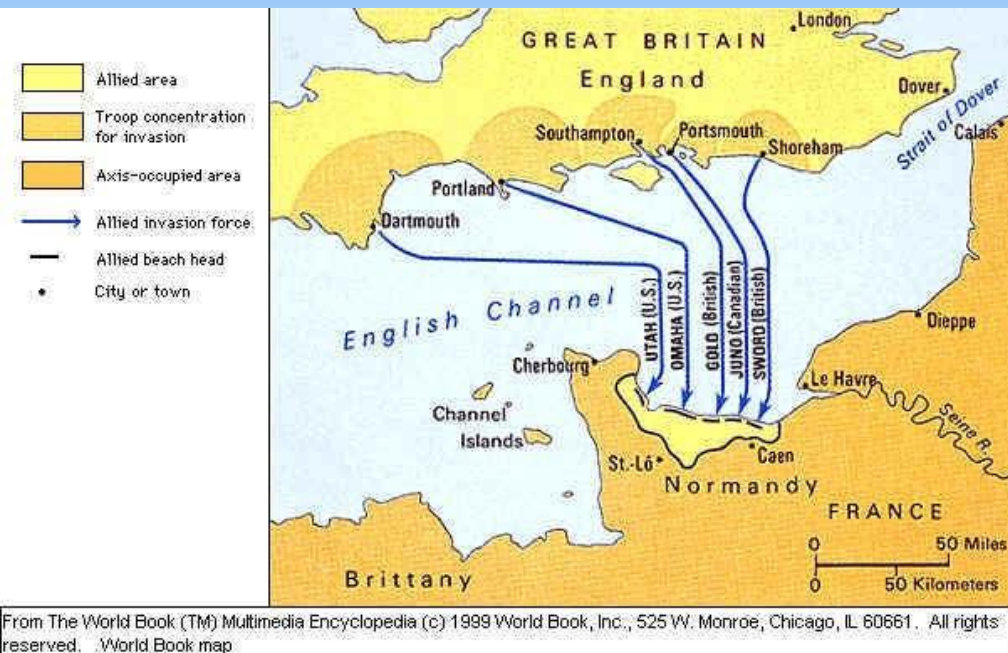 Allied area
Troop concentration
for invasion
Axis-occupied area
Allied invasion force
Allied beach head
City or town
London
GREAT BRITAIN
England
Dover
Strait of Dover
Calais
Southampton
Portsmouth
Shoreham
Portland
Dartmouth
English Channel
UTAH (U.S.)
OMAHA (U.S.)
GOLD (British)
JUNO (Canadian)
SWORD (British)
Dieppe
Cherbourg
Le Havre
Channel
Islands
Seine R.
Caen
St.-Lô
Normandy
FRANCE
0 50 Miles
0 50 Kilometers
Brittany
From The World Book (TM) Multimedia Encyclopedia (c) 1999 World Book, Inc., 525 W. Monroe, Chicago, IL 60661. All rights
reserved. World Book map